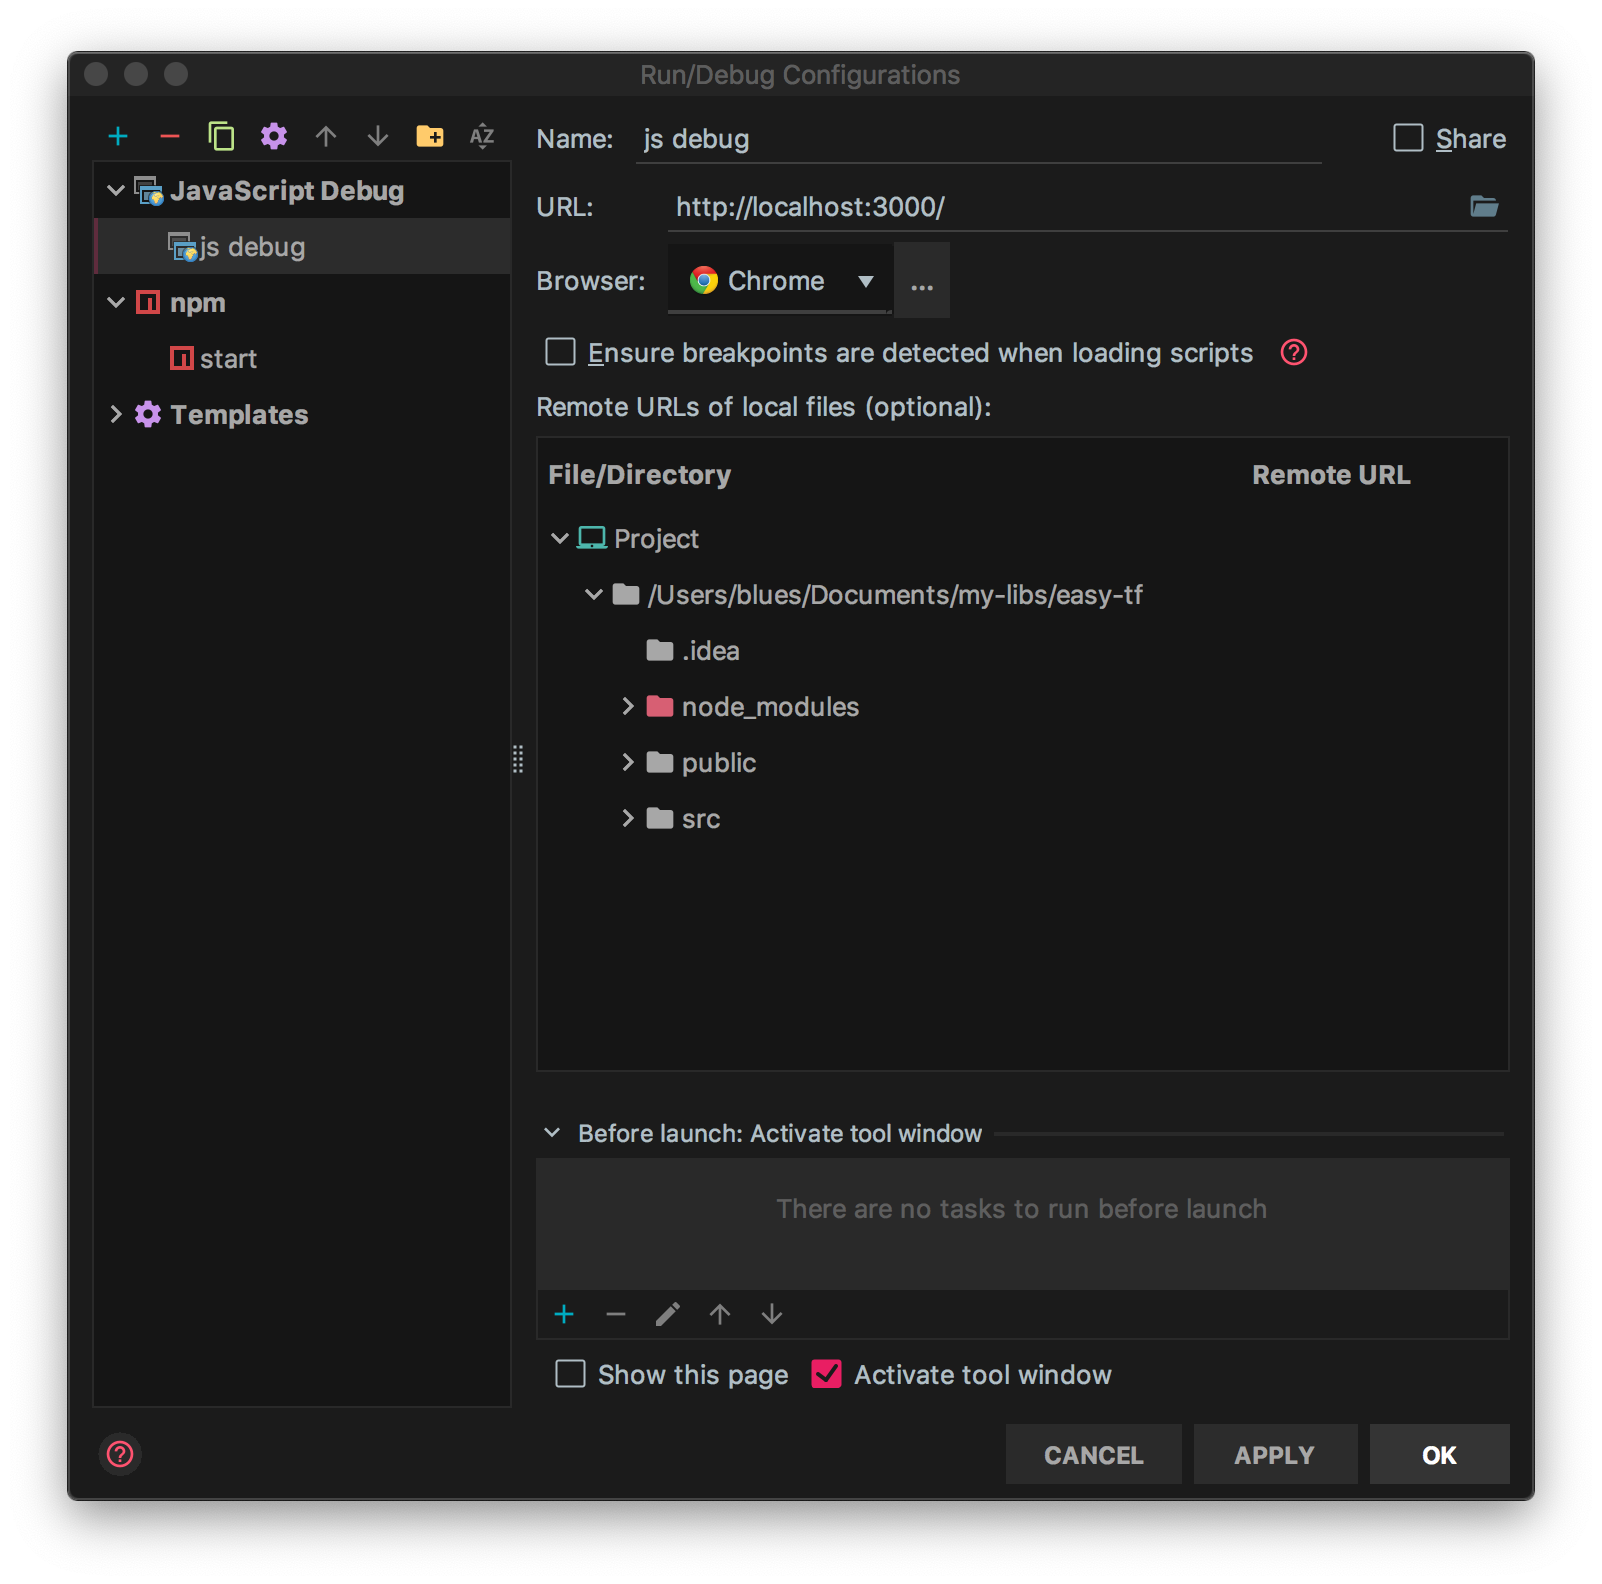 Run/Debug Configurations
Name: js debug
Share
JavaScript Debug
js debug
npm
start
Templates
URL: http://localhost:3000/
Browser: Chrome ...
Ensure breakpoints are detected when loading scripts
Remote URLs of local files (optional):
File/Directory Remote URL
Project
/Users/blues/Documents/my-libs/easy-tf
.idea
node_modules
public
src
Before launch: Activate tool window
There are no tasks to run before launch
Show this page Activate tool window
CANCEL APPLY OK